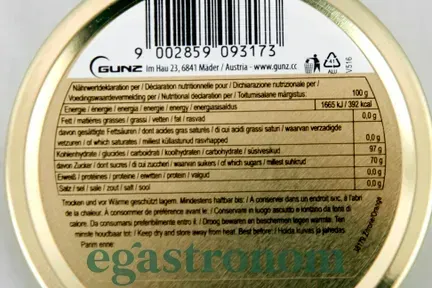 9 002859 093173
GUNZ
Im Hau 23, 6841 Mäder / Austria - www.gunz.cc
41
ALU
V516
Nährwertdeklaration per / Déclaration nutritionnelle pour / Dichiarazione nutrizionale per /
Voedingswaardevermelding per / Nutritional declaration per / Toitumisalane märgistus: 100 g
Energie / énergie / energia / energie / energy / energiasisaldus 1665 kJ / 392 kcal
Fett / matières grasses / grassi / vetten / fat / rasvad 0,0 g
davon gesättigte Fettsäuren / dont acides gras saturés / di cui acidi grassi saturi / waarvan verzadigde
vetzuren / of which saturates / millest küllastunud rasvhapped 0,0 g
Kohlenhydrate / glucides / carboidrati / koolhydraten / carbohydrate / süsivesikud 97 g
davon Zucker / dont sucres / di cui zuccheri / waarvan suikers / of which sugars / millest suhkrud 70 g
Eiweiß / protéines / proteine / eiwitten / protein / valgud 0,0 g
Salz / sel / sale / zout / salt / sool 0,0 g
Trocken und vor Wärme geschützt lagern. Mindestens haltbar bis: / A conserver dans un endroit sec, à l'abri
de la chaleur. A consommer de préférence avant le: / Conservare in luogo asciutto e lontano da fonti di
calore. Da consumarsi preferibilmente entro il: / Droog bewaren en beschermen tegen warmte. Ten
minste houdbaar tot: / Keep dry and store away from heat. Best before: / Hoida kuivas ja jahedas.
Parim enne:
egastronom